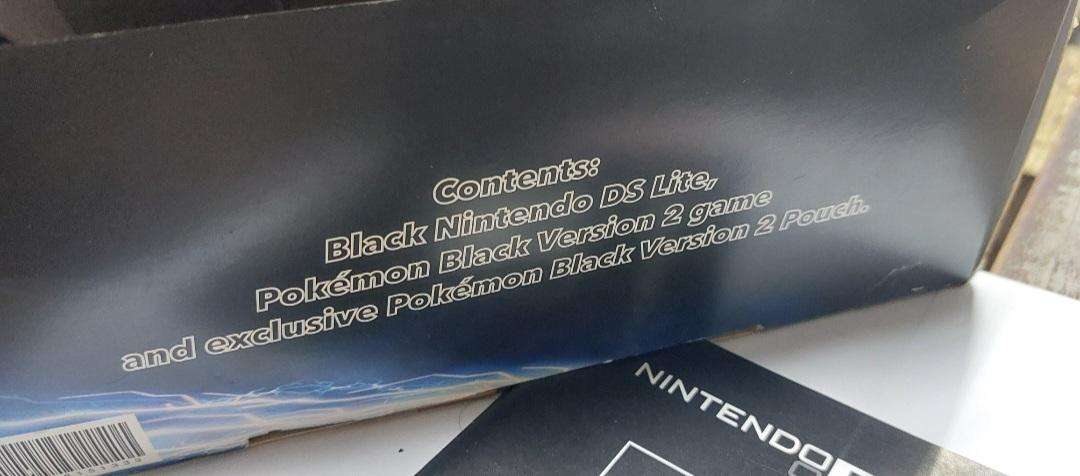 Contents:
Black Nintendo DS Lite,
Pokémon Black Version 2 game
and exclusive Pokémon Black Version 2 Pouch.
NINTENDO